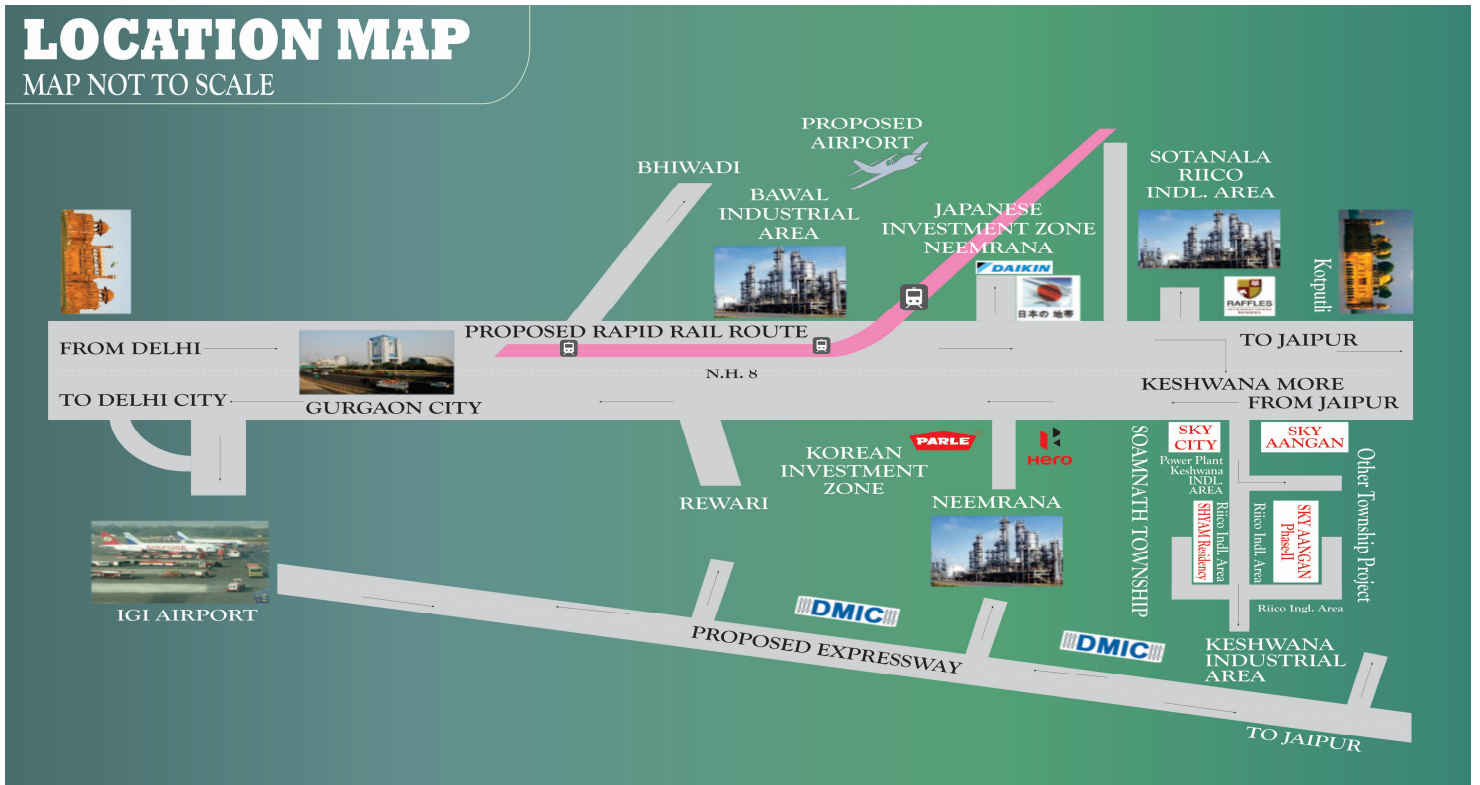 LOCATION MAP
MAP NOT TO SCALE
PROPOSED
AIRPORT
BHIWADI
BAWAL
INDUSTRIAL
AREA
JAPANESE
INVESTMENT ZONE
NEEMRANA
DAIKIN
日本の 地帯
SOTANALA
RIICO
INDL. AREA
RAFFLES
Kotputli
PROPOSED RAPID RAIL ROUTE
FROM DELHI
TO JAIPUR
N.H. 8
KESHWANA MORE
TO DELHI CITY
GURGAON CITY
FROM JAIPUR
KOREAN
INVESTMENT
ZONE
PARLE
Hero
REWARI
NEEMRANA
SOAMNATH TOWNSHIP
SKY
CITY
SKY
AANGAN
Power Plant
Keshwana
INDL.
AREA
Other Township Project
SHYAM Residency
Riico Indl. Area
Riico Indl. Area
SKY AANGAN
Phase-II
Riico Ingl. Area
IGI AIRPORT
DMIC
DMIC
PROPOSED EXPRESSWAY
KESHWANA
INDUSTRIAL
AREA
TO JAIPUR